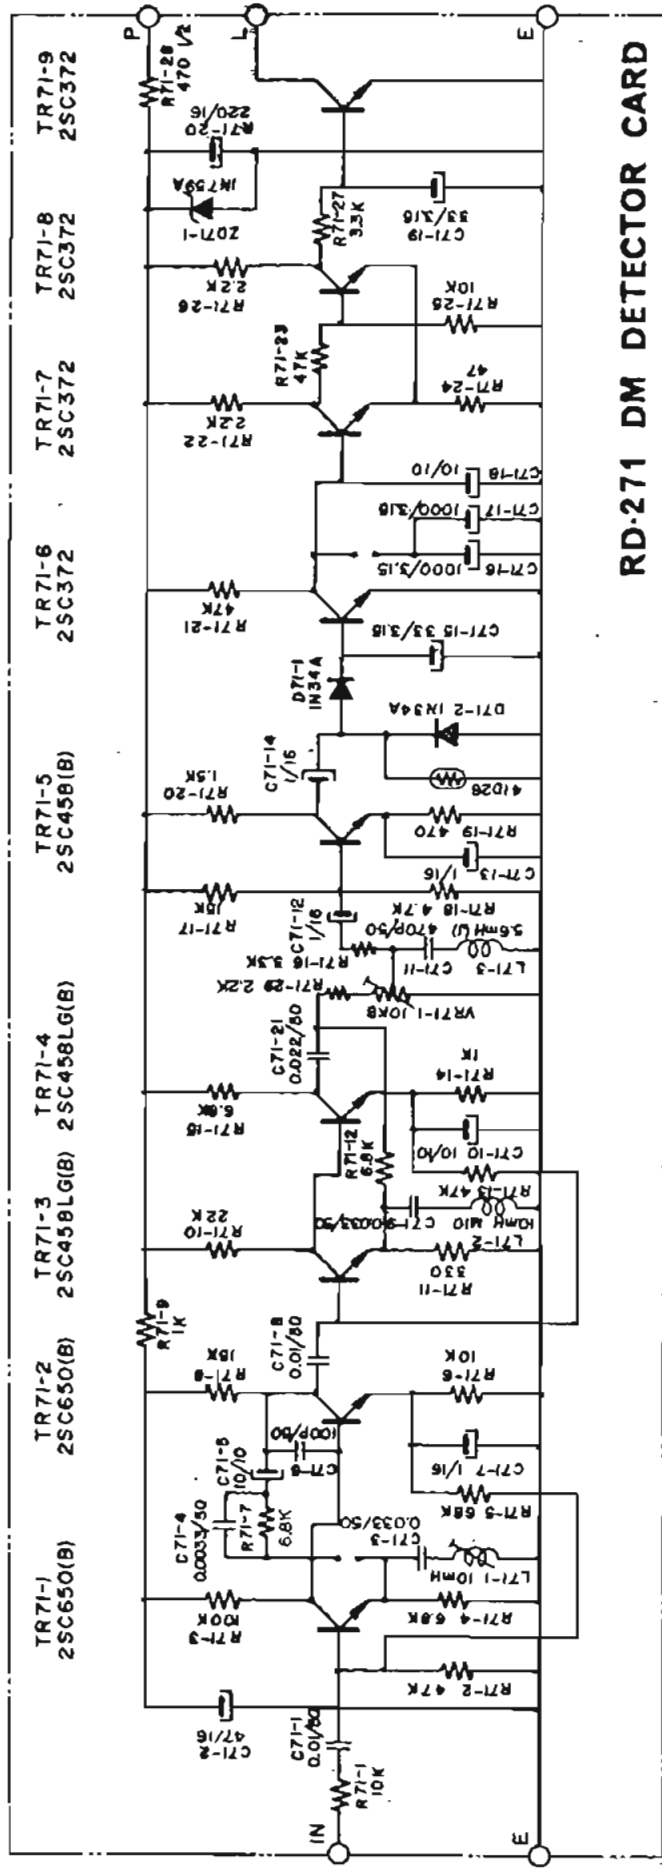 TR71-1
2SC650(B)
TR71-2
2SC650(B)
TR71-3
2SC458LG(B)
TR71-4
2SC458LG(B)
TR71-5
2SC458(B)
TR71-6
2SC372
TR71-7
2SC372
TR71-8
2SC372
TR71-9
2SC372
P
L
E
IN
E
R71-28
470 1/2
R71-20
220/16
1N759A
ZD71-1
R71-27
3.3K
C71-19
33/3.16
2.2K
R71-26
R71-25
10K
R71-23
47K
2.2K
R71-22
R71-24
47
C71-18
10/10
C71-17
1000/3.15
C71-16
1000/3.15
47K
R71-21
C71-15 33/3.15
D71-1
1N34A
D71-2 1N34A
41D26
C71-14
1/16
R71-20
1.5K
R71-19
470
C71-13
1/16
R71-18 4.7K
15K
R71-17
C71-12
1/16
R71-16 3.3K
C71-11
470P/50
L71-3
5.6mH(J)
R71-29 2.2K
VR71-1 10KB
C71-21
0.022/50
6.8K
R71-15
R71-14
1K
C71-10 10/10
R71-13 47K
R71-12
6.8K
C71-9 0.033/50
L71-2
10mH M10
22K
R71-10
R71-11
330
R71-9
1K
C71-8
0.01/50
15K
R71-8
R71-6
10K
C71-7 1/16
R71-5 68K
C71-6
100P/50
C71-5
10/10
C71-4
0.0033/50
R71-7
6.8K
C71-3
0.033/50
L71-1 10mH
R71-4 6.8K
R71-3
100K
R71-2 47K
C71-2
47/16
C71-1
0.01/50
R71-1
10K
RD-271 DM DETECTOR CARD